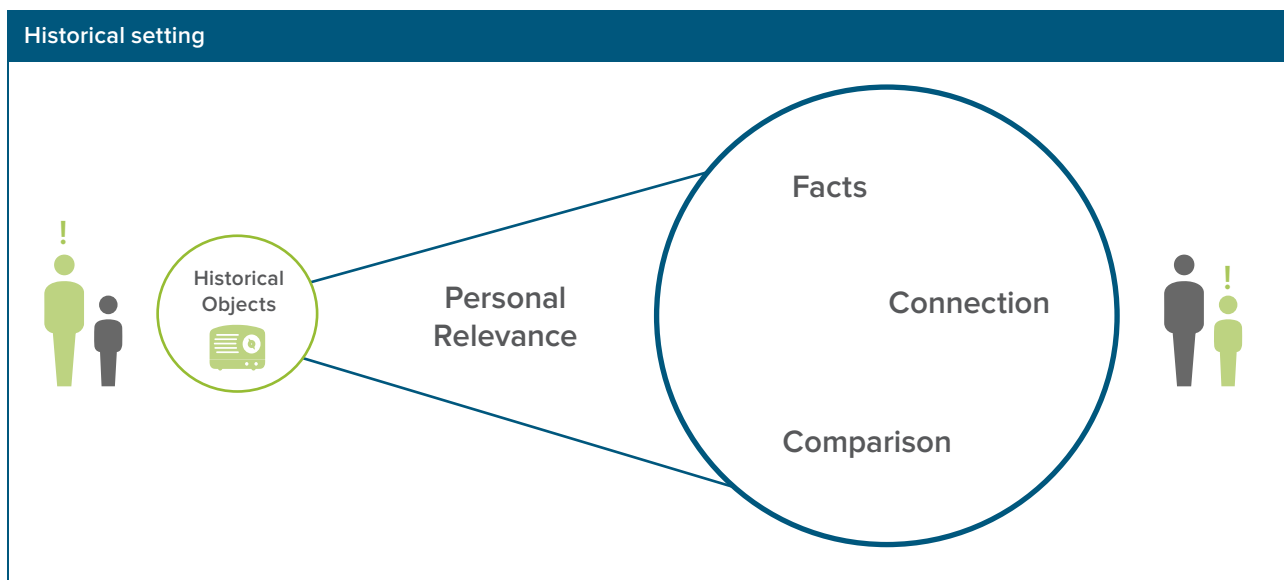 Historical setting
!
Historical
Objects
Personal
Relevance
Facts
Connection
Comparison
!